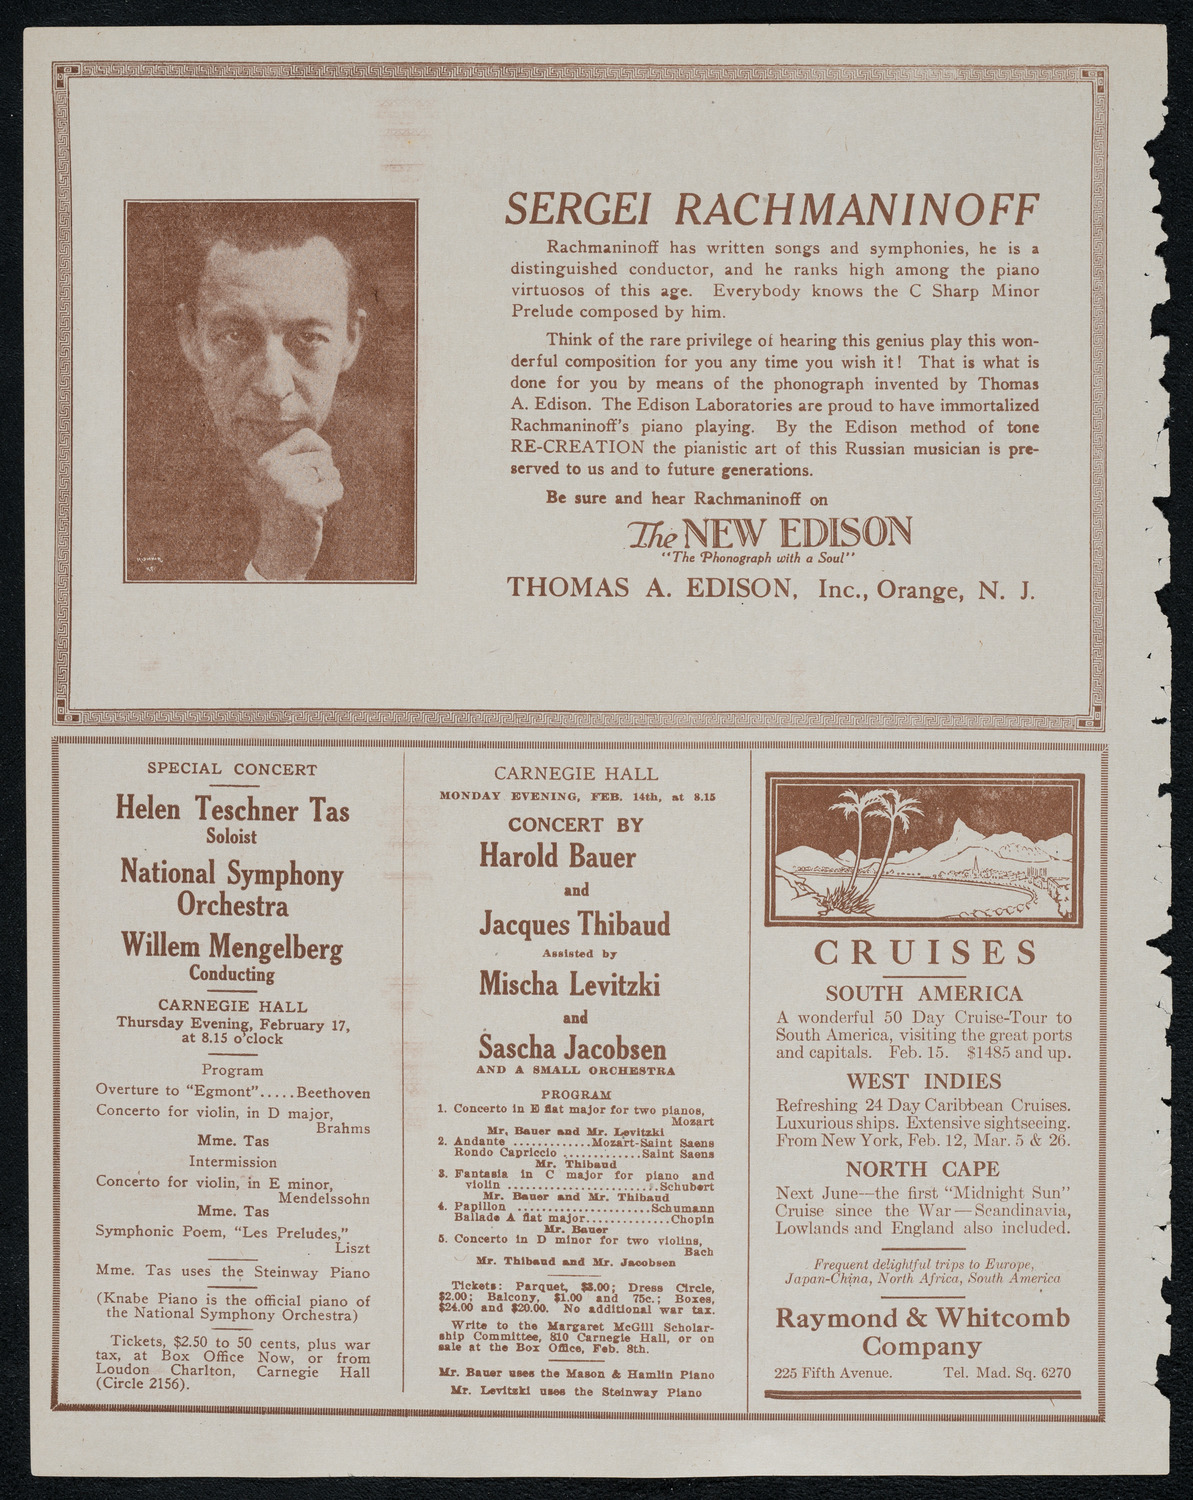 SERGEI RACHMANINOFF
Rachmaninoff has written songs and symphonies, he is a
distinguished conductor, and he ranks high among the piano
virtuosos of this age. Everybody knows the C Sharp Minor
Prelude composed by him.
Think of the rare privilege of hearing this genius play this won-
derful composition for you any time you wish it! That is what is
done for you by means of the phonograph invented by Thomas
A. Edison. The Edison Laboratories are proud to have immortalized
Rachmaninoff's piano playing. By the Edison method of tone
RE-CREATION the pianistic art of this Russian musician is pre-
served to us and to future generations.
Be sure and hear Rachmaninoff on
The NEW EDISON
"The Phonograph with a Soul"
THOMAS A. EDISON, Inc., Orange, N. J.
SPECIAL CONCERT
Helen Teschner Tas
Soloist
National Symphony
Orchestra
Willem Mengelberg
Conducting
CARNEGIE HALL
Thursday Evening, February 17,
at 8.15 o'clock
Program
Overture to "Egmont".....Beethoven
Concerto for violin, in D major,
Brahms
Mme. Tas
Intermission
Concerto for violin, in E minor,
Mendelssohn
Mme. Tas
Symphonic Poem, "Les Preludes,"
Liszt
Mme. Tas uses the Steinway Piano
(Knabe Piano is the official piano of
the National Symphony Orchestra)
Tickets, $2.50 to 50 cents, plus war
tax, at Box Office Now, or from
Loudon Charlton, Carnegie Hall
(Circle 2156).
CARNEGIE HALL
MONDAY EVENING, FEB. 14th, at 8.15
CONCERT BY
Harold Bauer
and
Jacques Thibaud
Assisted by
Mischa Levitzki
and
Sascha Jacobsen
AND A SMALL ORCHESTRA
PROGRAM
1. Concerto in E flat major for two pianos,
Mozart
Mr. Bauer and Mr. Levitzki
2. Andante ............Mozart-Saint Saens
Rondo Capriccio ............Saint Saens
Mr. Thibaud
3. Fantasia in C major for piano and
violin .......................Schubert
Mr. Bauer and Mr. Thibaud
4. Papillon .....................Schumann
Ballade A flat major.............Chopin
Mr. Bauer
5. Concerto in D minor for two violins,
Bach
Mr. Thibaud and Mr. Jacobsen
Tickets: Parquet, $3.00; Dress Circle,
$2.00; Balcony, $1.00 and 75c.; Boxes,
$24.00 and $20.00. No additional war tax.
Write to the Margaret McGill Scholar-
ship Committee, 810 Carnegie Hall, or on
sale at the Box Office, Feb. 8th.
Mr. Bauer uses the Mason & Hamlin Piano
Mr. Levitzki uses the Steinway Piano
CRUISES
SOUTH AMERICA
A wonderful 50 Day Cruise-Tour to
South America, visiting the great ports
and capitals. Feb. 15. $1485 and up.
WEST INDIES
Refreshing 24 Day Caribbean Cruises.
Luxurious ships. Extensive sightseeing.
From New York, Feb. 12, Mar. 5 & 26.
NORTH CAPE
Next June—the first "Midnight Sun"
Cruise since the War — Scandinavia,
Lowlands and England also included.
Frequent delightful trips to Europe,
Japan-China, North Africa, South America
Raymond & Whitcomb
Company
225 Fifth Avenue. Tel. Mad. Sq. 6270